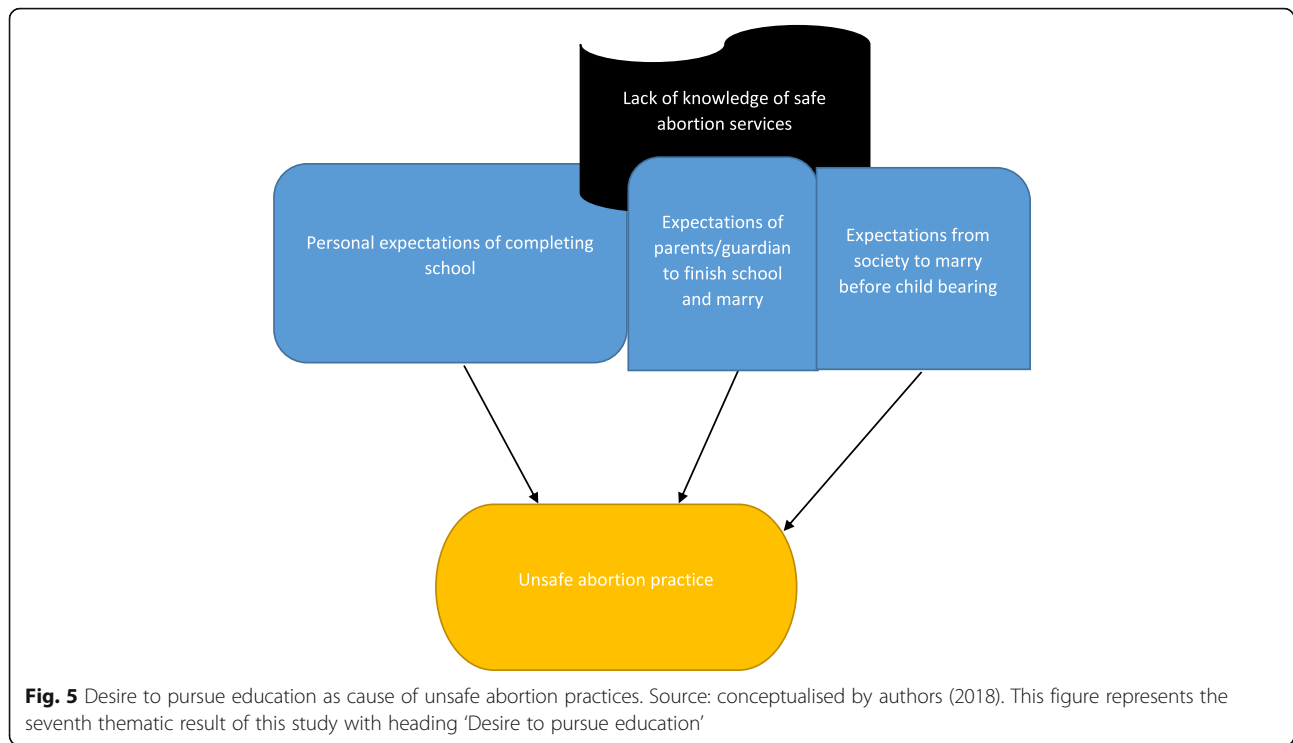 Lack of knowledge of safe
abortion services
Personal expectations of completing
school
Expectations of
parents/guardian
to finish school
and marry
Expectations from
society to marry
before child bearing
Unsafe abortion practice
Fig. 5 Desire to pursue education as cause of unsafe abortion practices. Source: conceptualised by authors (2018). This figure represents the
seventh thematic result of this study with heading ‘Desire to pursue education’